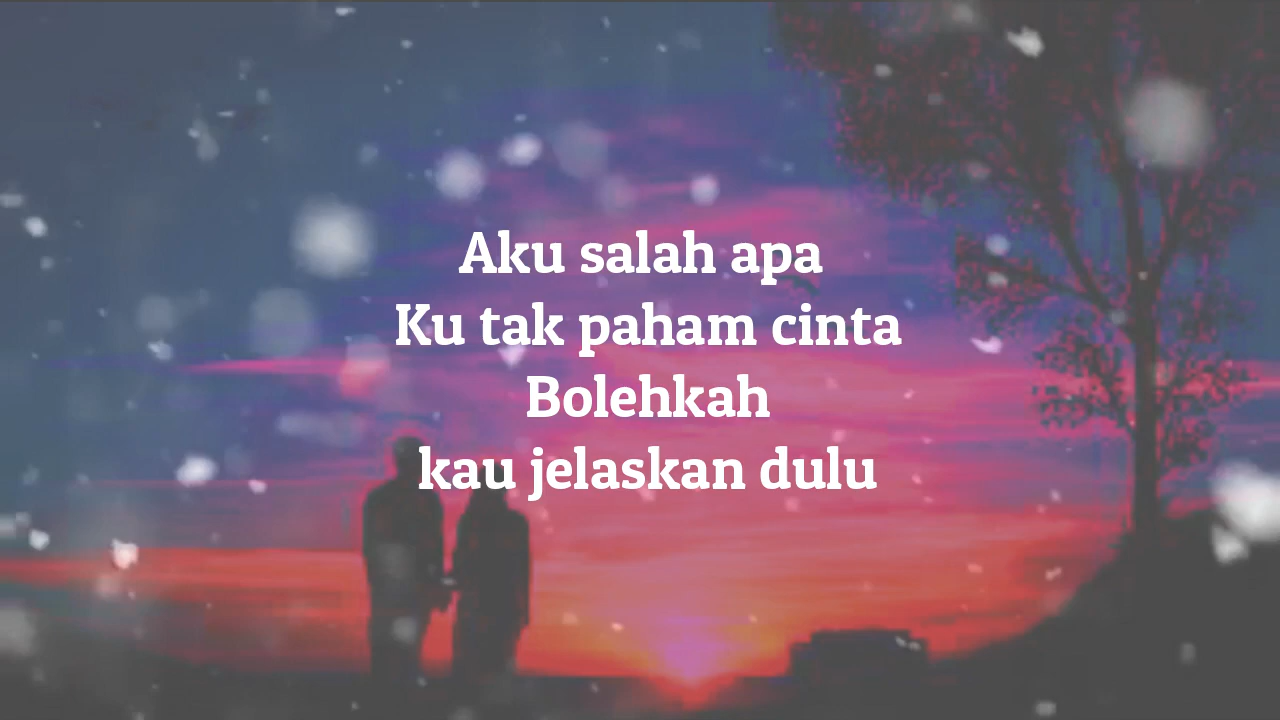 Aku salah apa
Ku tak paham cinta
Bolehkah
kau jelaskan dulu